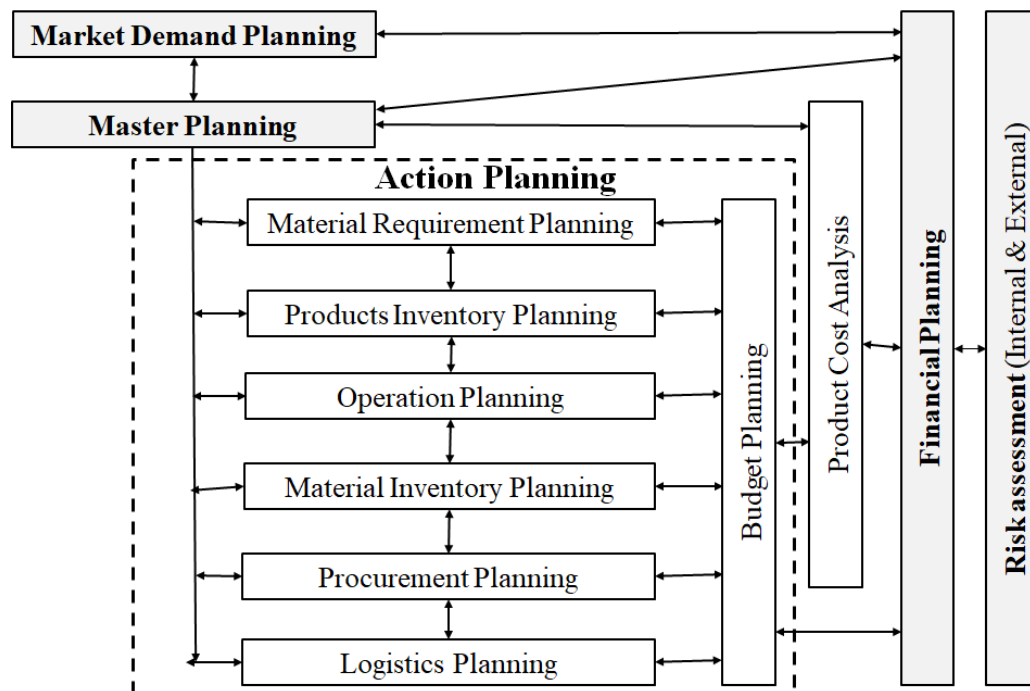 Market Demand Planning
Master Planning
Action Planning
Material Requirement Planning
Products Inventory Planning
Operation Planning
Material Inventory Planning
Procurement Planning
Logistics Planning
Budget Planning
Product Cost Analysis
Financial Planning
Risk assessment (Internal & External)